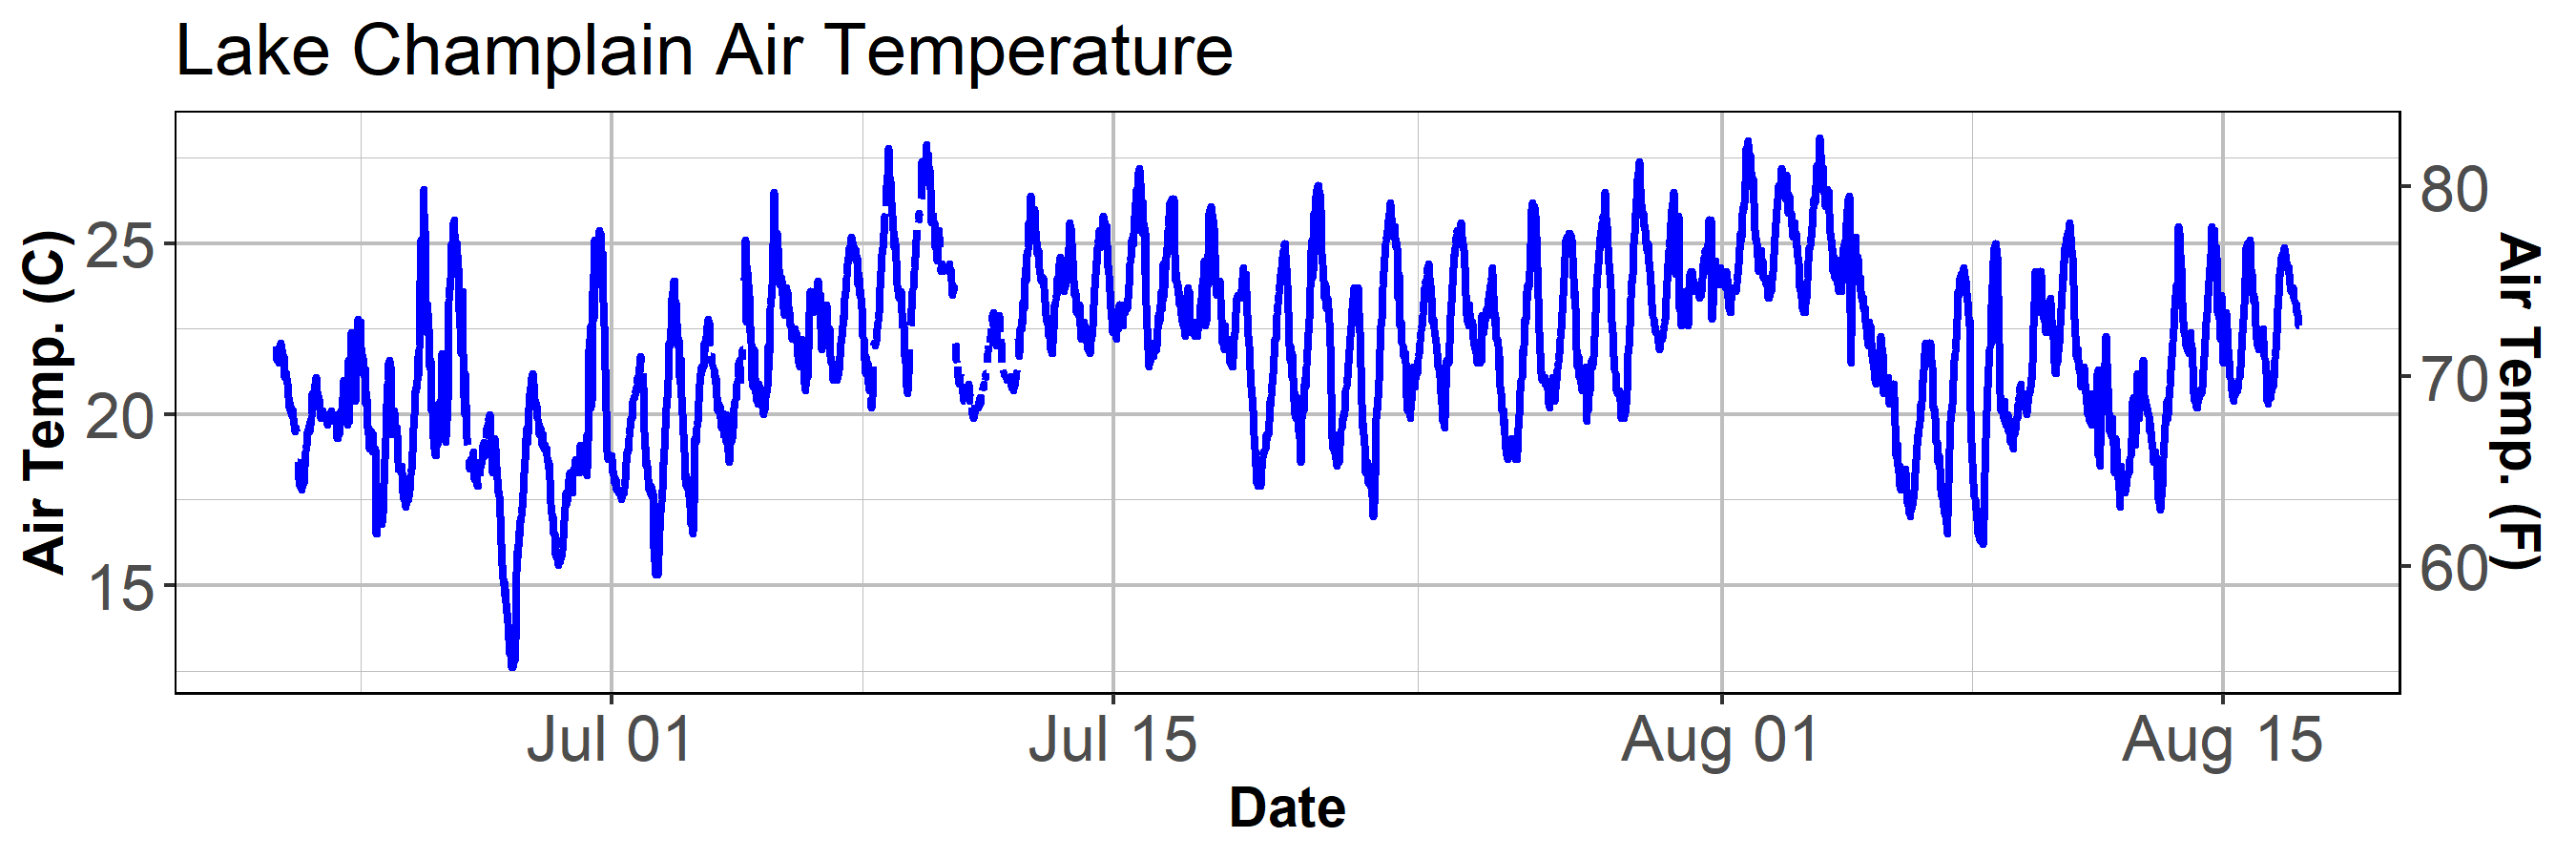 Lake Champlain Air Temperature
Air Temp. (C)
25
20
15
80
70
60
Air Temp. (F)
Jul 01
Jul 15
Aug 01
Aug 15
Date